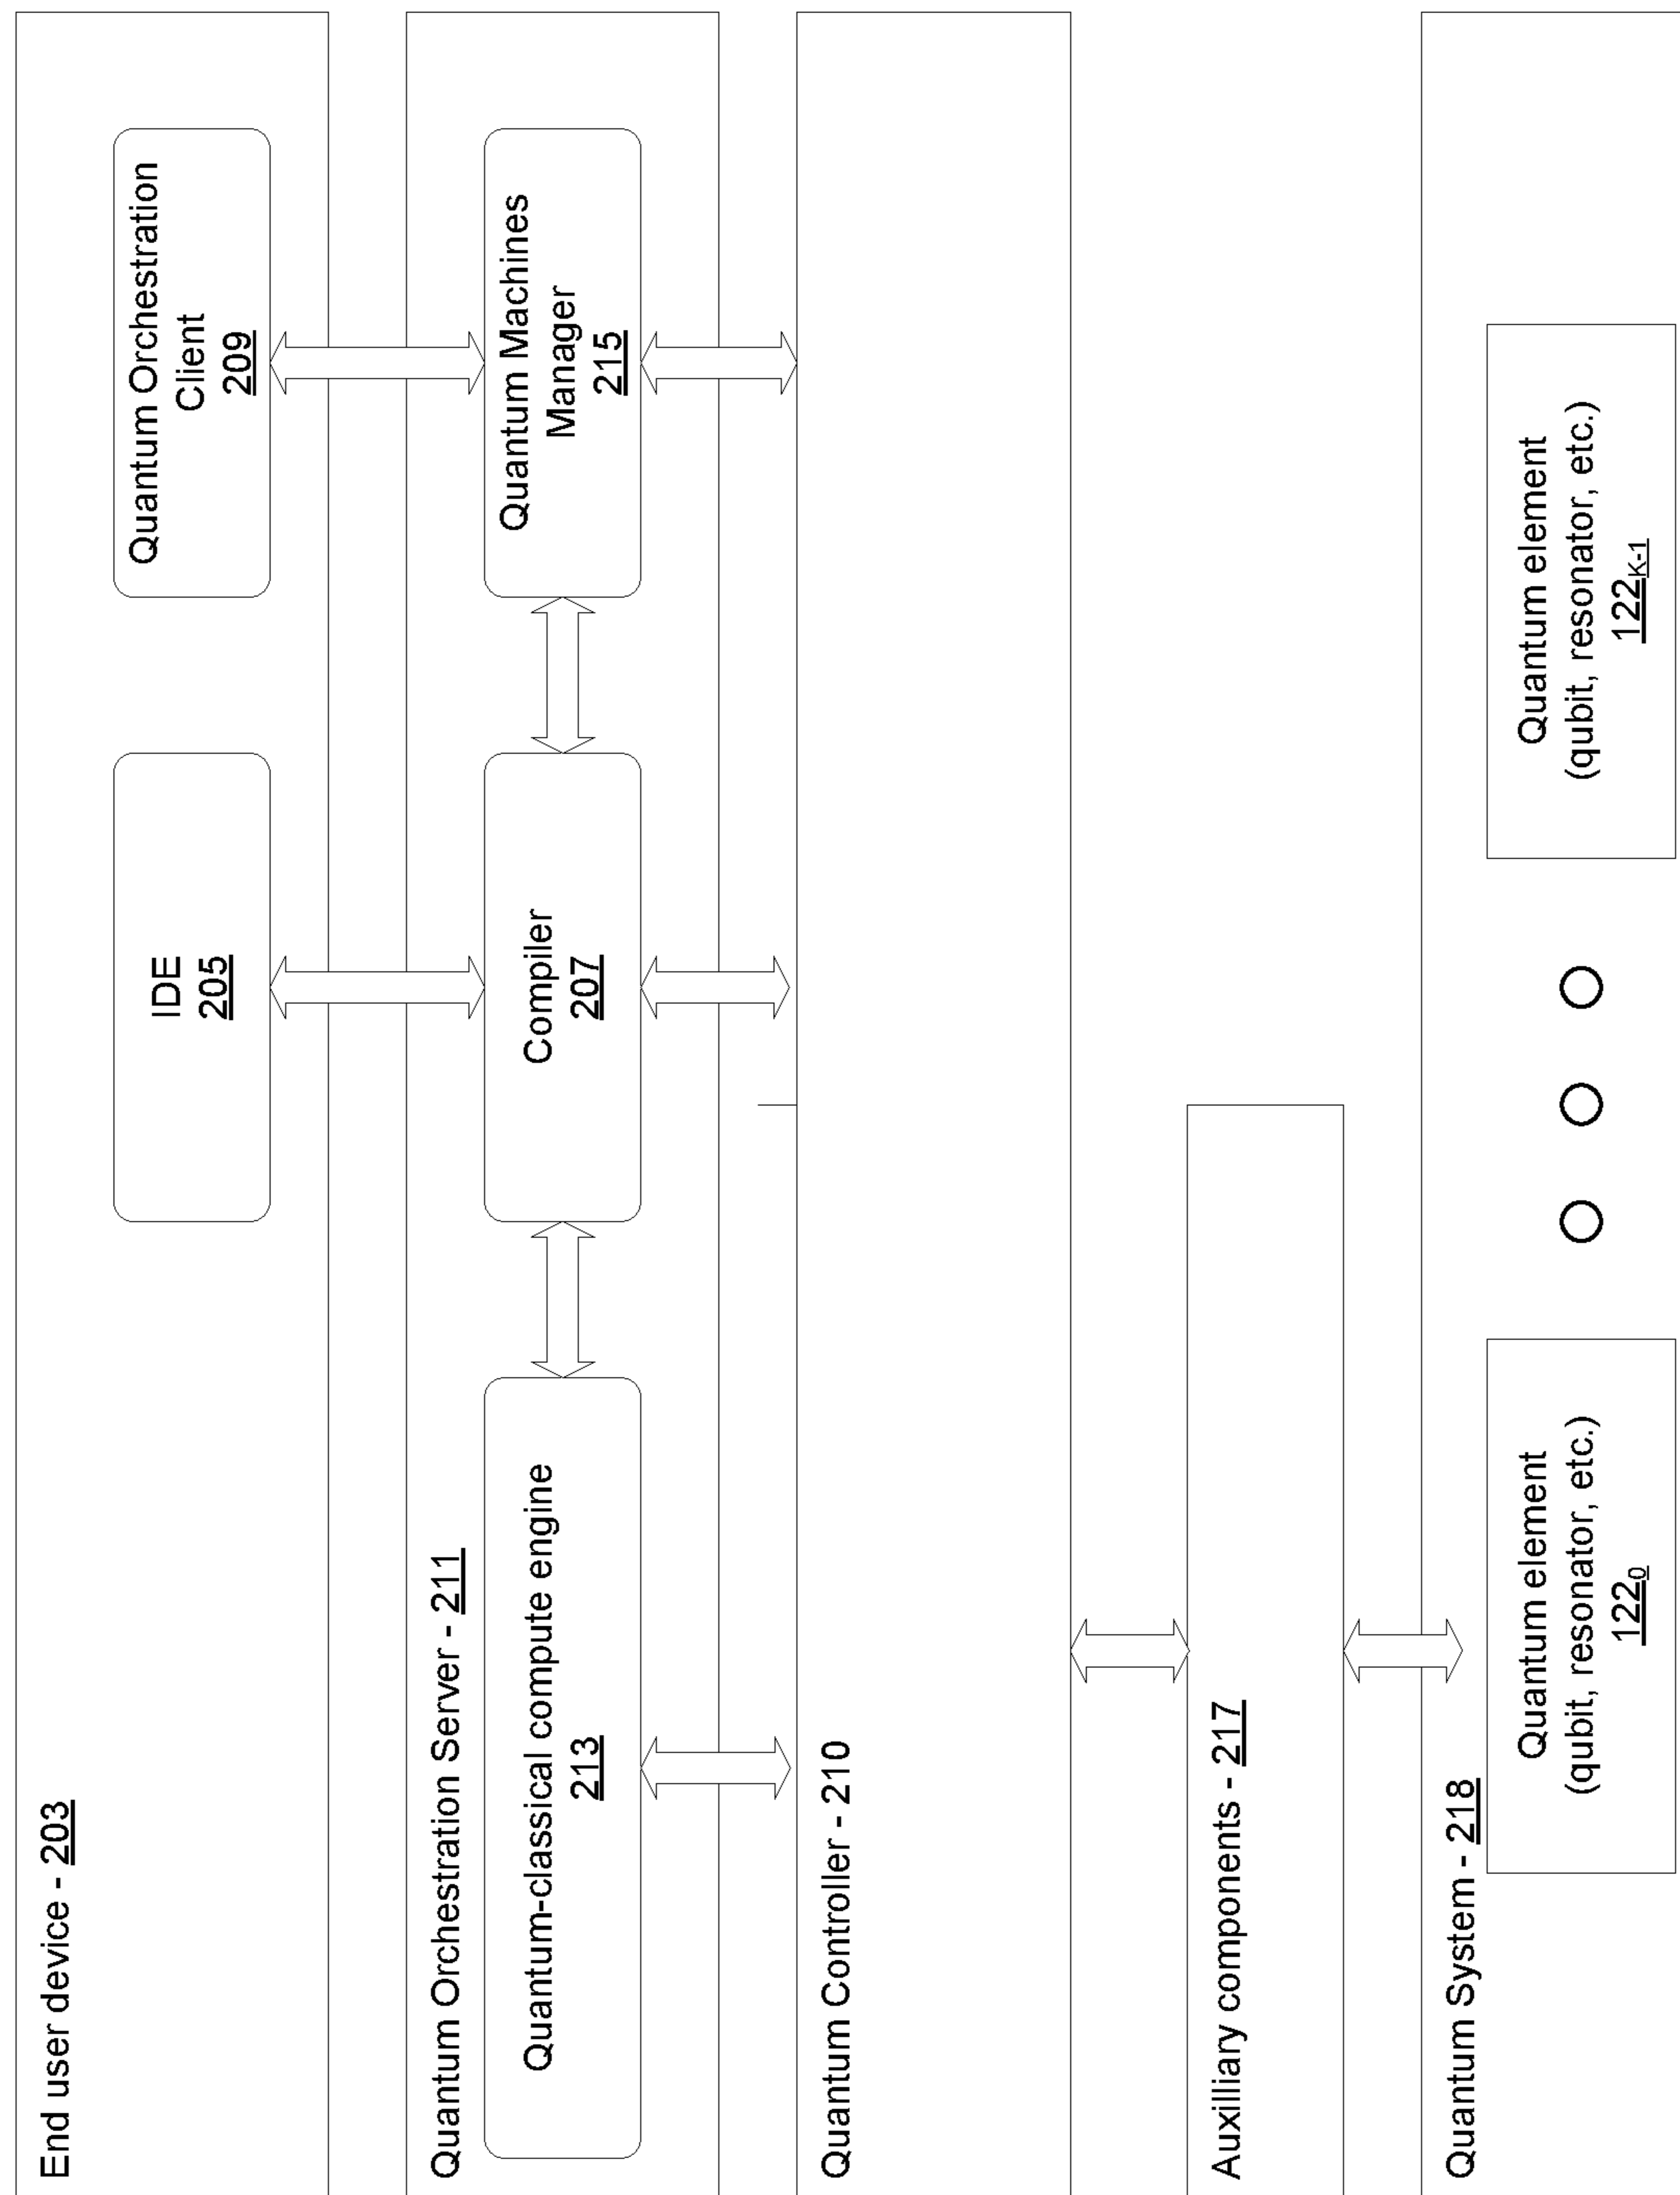 End user device - 203
IDE
205
Quantum Orchestration
Client
209
Quantum Orchestration Server - 211
Quantum-classical compute engine
213
Compiler
207
Quantum Machines
Manager
215
Quantum Controller - 210
Auxilliary components - 217
Quantum System - 218
Quantum element
(qubit, resonator, etc.)
122₀
Quantum element
(qubit, resonator, etc.)
122K-1